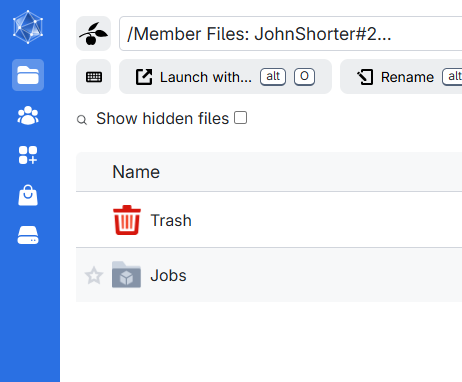 /Member Files: JohnShorter#2...
Launch with... alt O Rename alt
Show hidden files
Name
Trash
Jobs